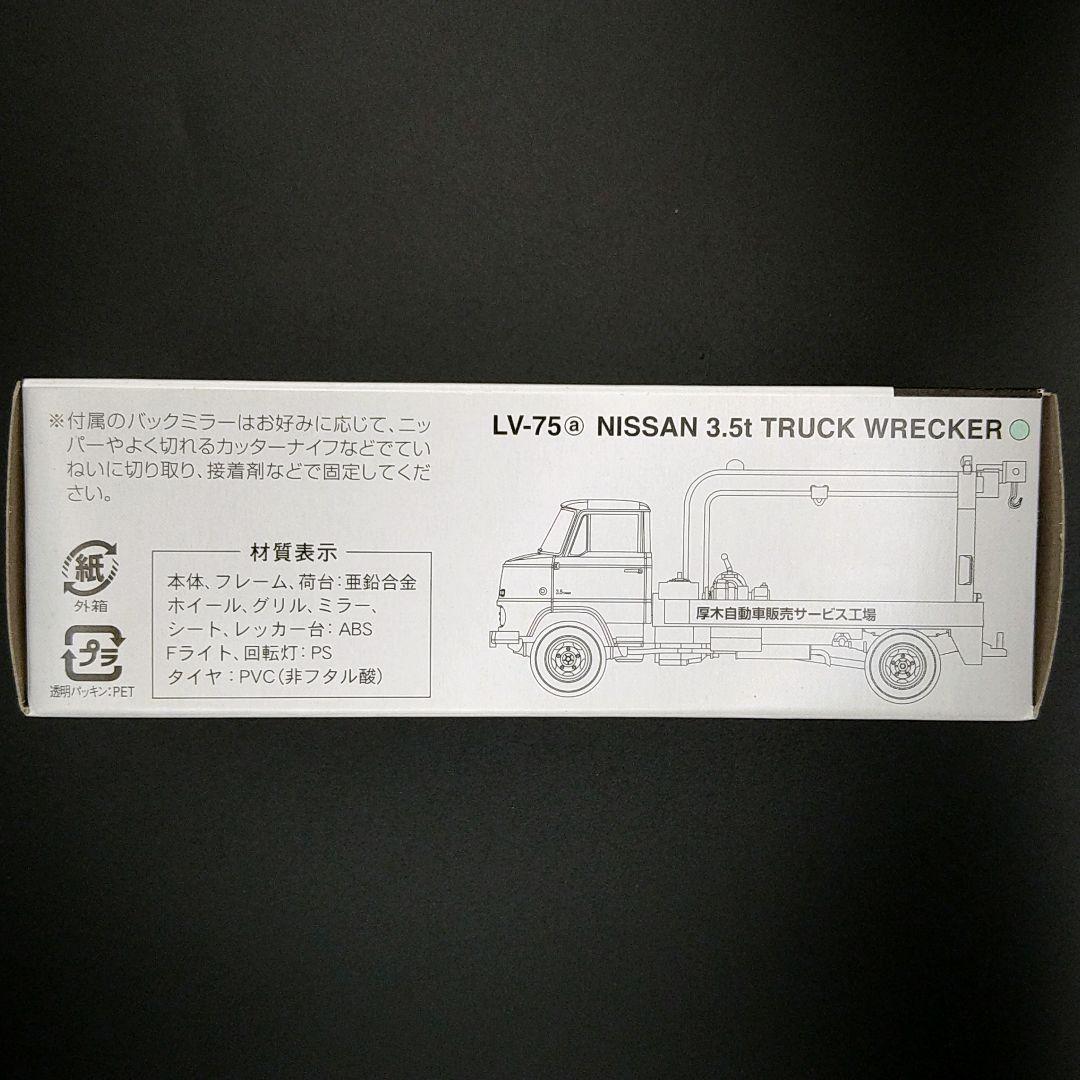 ※付属のバックミラーはお好みに応じて、ニッ
パーやよく切れるカッターナイフなどでてい
ねいに切り取り、接着剤などで固定してくだ
さい。
紙
外箱
プラ
透明パッキン:PET
材質表示
本体、フレーム、荷台:亜鉛合金
ホイール、グリル、ミラー、
シート、レッカー台:ABS
Fライト、回転灯:PS
タイヤ:PVC(非フタル酸)
LV-75ⓐ NISSAN 3.5t TRUCK WRECKER
厚木自動車販売サービス工場